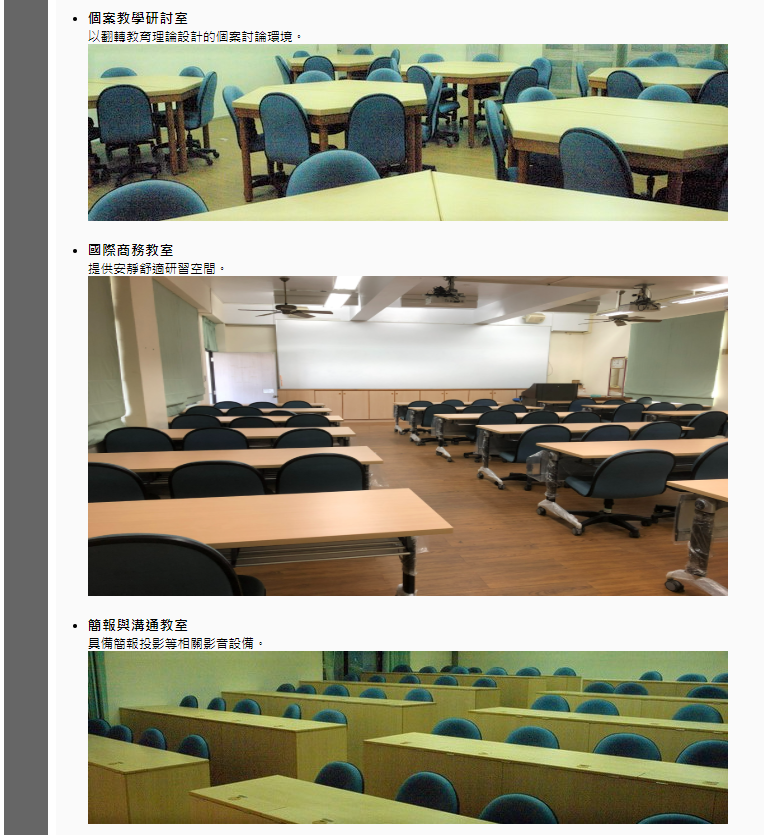 個案教學研討室
以翻轉教育理論設計的個案討論環境。
國際商務教室
提供安靜舒適研習空間。
簡報與溝通教室
具備簡報投影等相關影音設備。